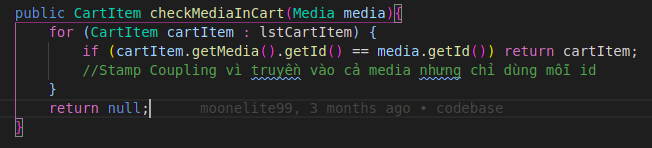 public CartItem checkMediaInCart(Media media){
for (CartItem cartItem : lstCartItem) {
if (cartItem.getMedia().getId() == media.getId()) return cartItem;
//Stamp Coupling vì truyền vào cả media nhưng chỉ dùng mỗi id
}
return null; moonelite99, 3 months ago • codebase
}